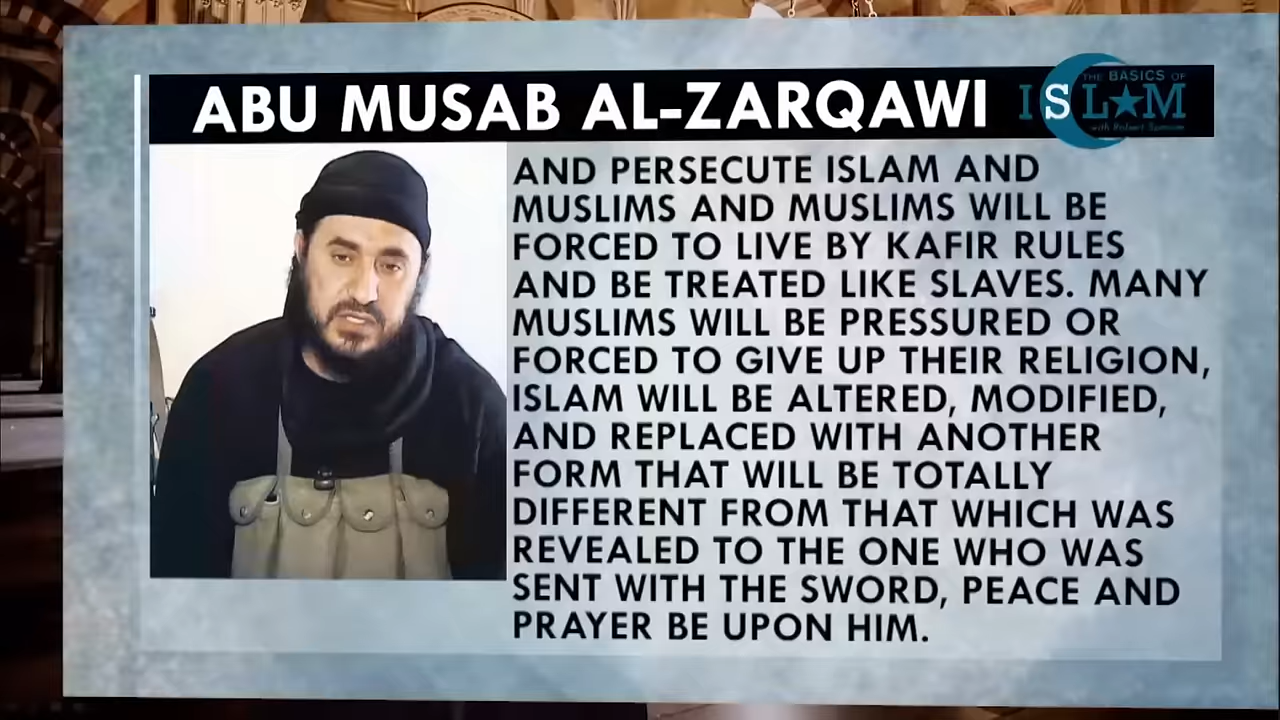 ABU MUSAB AL-ZARQAWI
THE BASICS OF
ISLAM
with Robert Spencer
AND PERSECUTE ISLAM AND
MUSLIMS AND MUSLIMS WILL BE
FORCED TO LIVE BY KAFIR RULES
AND BE TREATED LIKE SLAVES. MANY
MUSLIMS WILL BE PRESSURED OR
FORCED TO GIVE UP THEIR RELIGION,
ISLAM WILL BE ALTERED, MODIFIED,
AND REPLACED WITH ANOTHER
FORM THAT WILL BE TOTALLY
DIFFERENT FROM THAT WHICH WAS
REVEALED TO THE ONE WHO WAS
SENT WITH THE SWORD, PEACE AND
PRAYER BE UPON HIM.